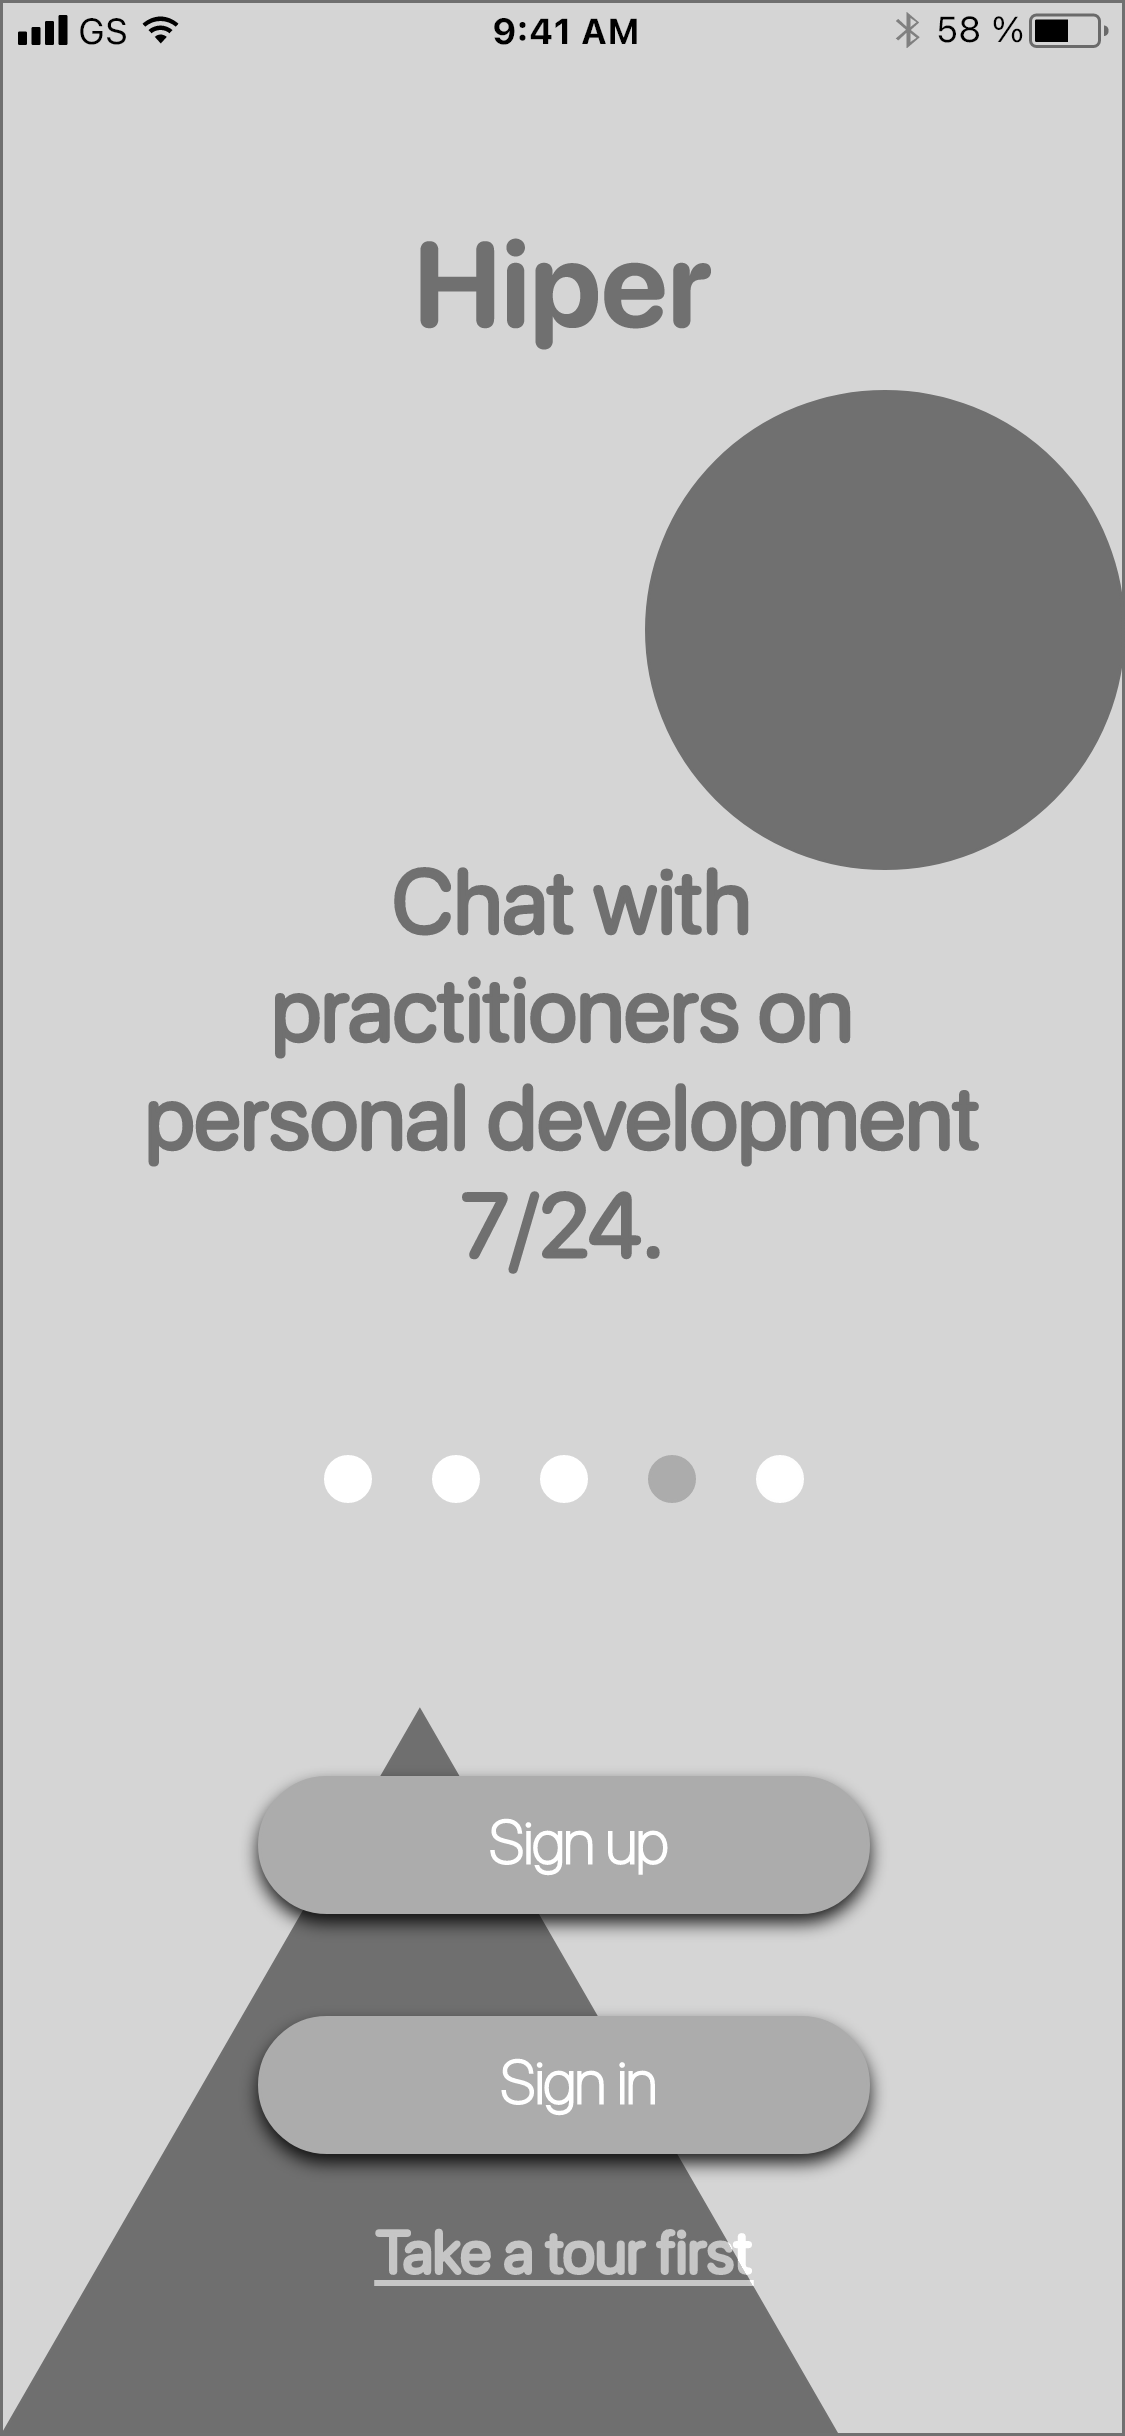 GS 9:41 AM 58 %
Hiper
Chat with
practitioners on
personal development
7/24.
Sign up
Sign in
Take a tour first